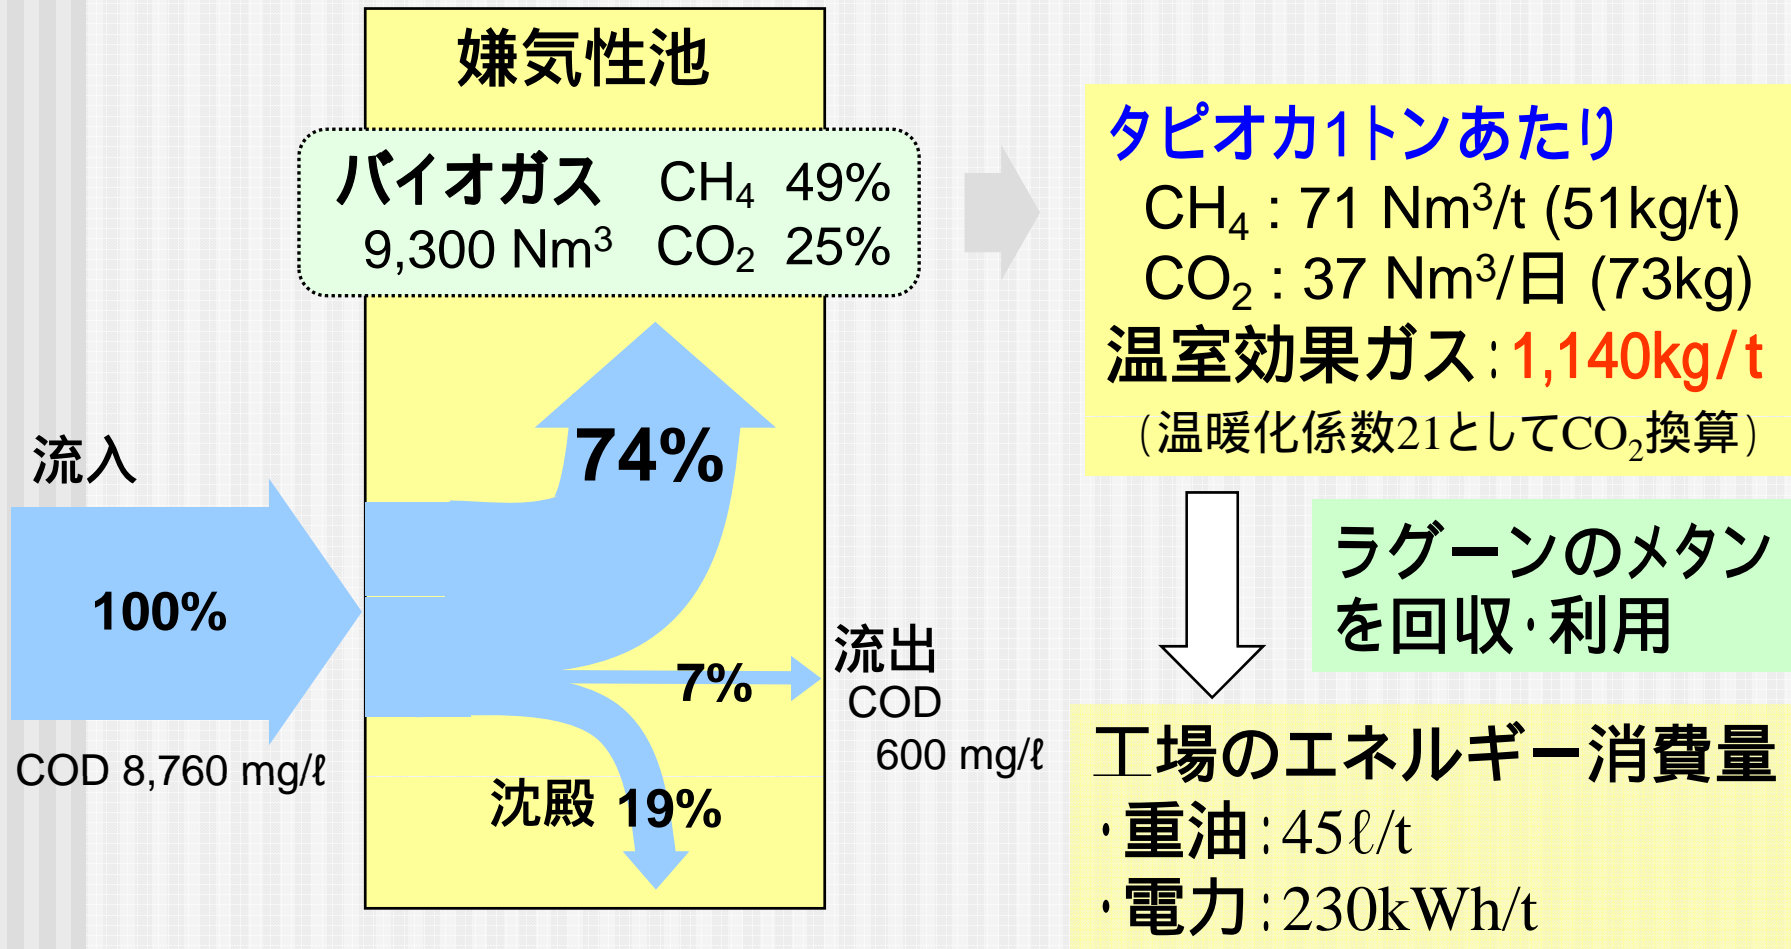 嫌気性池
バイオガス CH₄ 49%
9,300 Nm³ CO₂ 25%
74%
流入
100%
COD 8,760 mg/ℓ
7%
流出
COD
600 mg/ℓ
沈殿 19%
タピオカ1トンあたり
CH₄ : 71 Nm³/t (51kg/t)
CO₂ : 37 Nm³/日 (73kg)
温室効果ガス:1,140kg/t
(温暖化係数21としてCO₂換算)
ラグーンのメタン
を回収・利用
工場のエネルギー消費量
・重油:45ℓ/t
・電力:230kWh/t